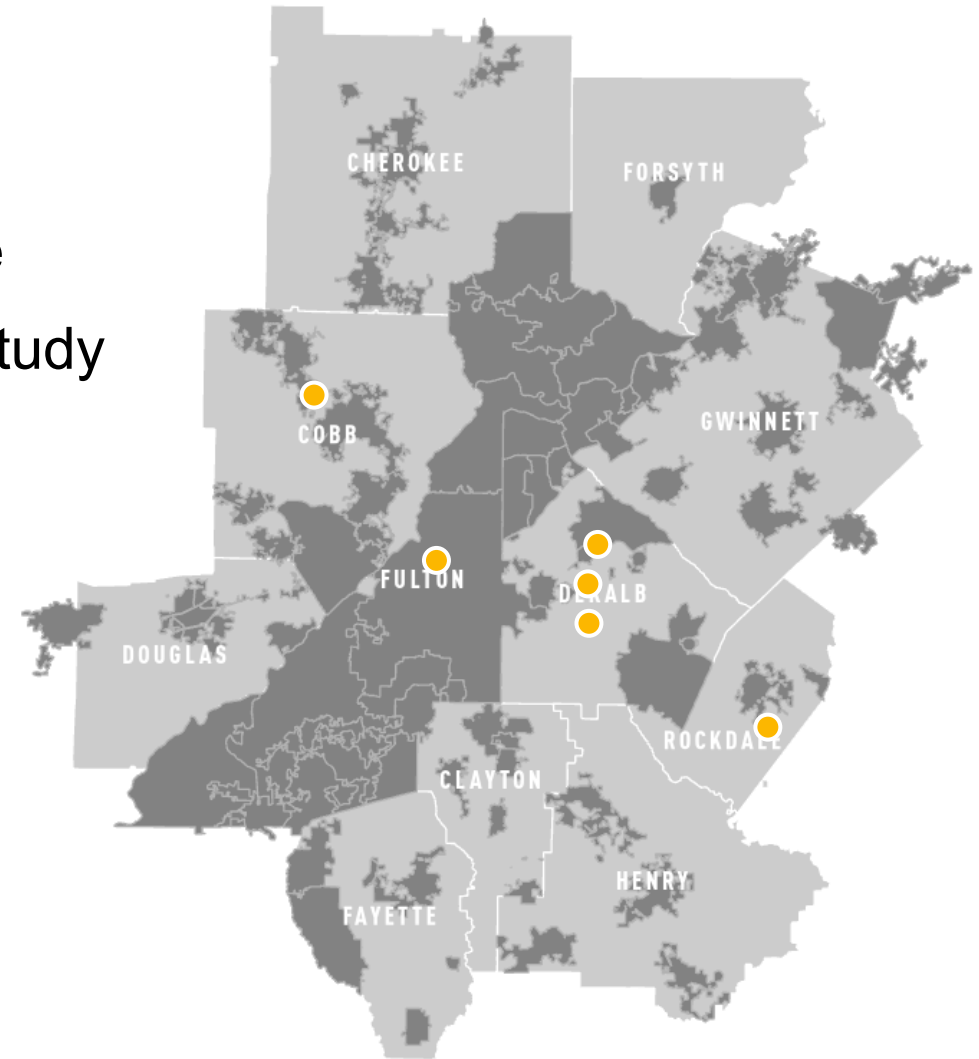 CHEROKEE
FORSYTH
e
tudy
GWINNETT
COBB
FULTON
DEKALB
DOUGLAS
ROCKDALE
CLAYTON
HENRY
FAYETTE